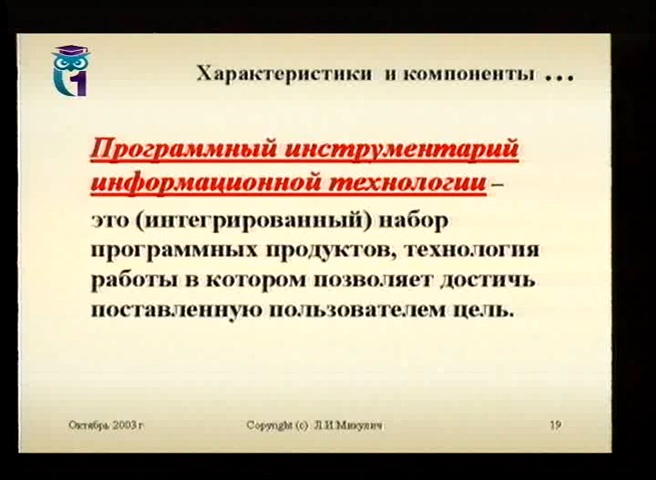 Характеристики и компоненты ...
1
Программный инструментарий
информационной технологии –
это (интегрированный) набор
программных продуктов, технология
работы в котором позволяет достичь
поставленную пользователем цель.
Октябрь 2003 г
Copyright (c) Л.И.Микулич
19